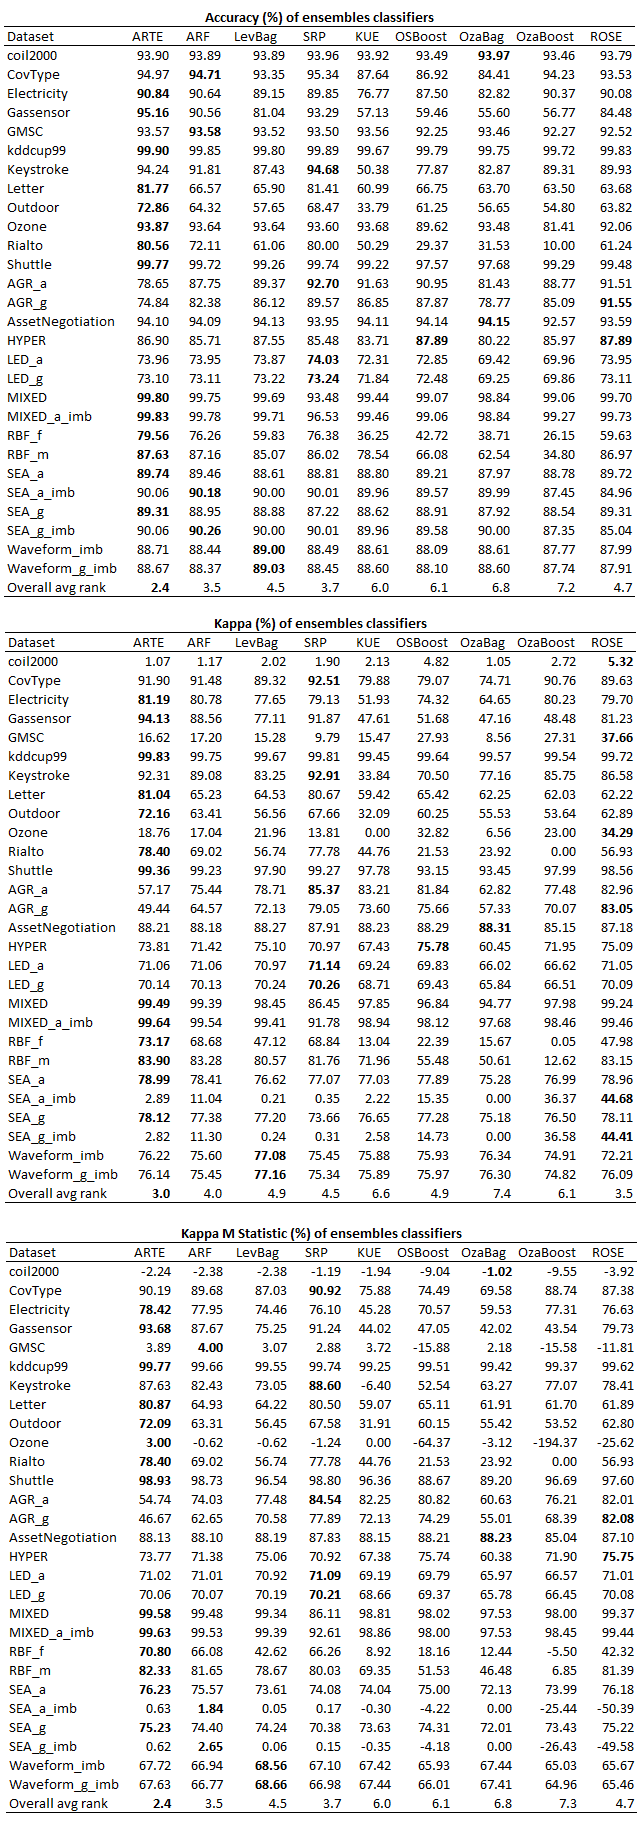 Accuracy (%) of ensembles classifiers
Dataset ARTE ARF LevBag SRP KUE OSBoost OzaBag OzaBoost ROSE
coil2000 93.90 93.89 93.89 93.96 93.92 93.49 93.97 93.46 93.79
CovType 94.97 94.71 93.35 95.34 87.64 86.92 84.41 94.23 93.53
Electricity 90.84 90.64 89.15 89.85 76.77 87.50 82.82 90.37 90.08
Gassensor 95.16 90.56 81.04 93.29 57.13 59.46 55.60 56.77 84.48
GMSC 93.57 93.58 93.52 93.50 93.56 92.25 93.46 92.27 92.52
kddcup99 99.90 99.85 99.80 99.89 99.67 99.79 99.75 99.72 99.83
Keystroke 94.24 91.81 87.43 94.68 50.38 77.87 82.87 89.31 89.93
Letter 81.77 66.57 65.90 81.41 60.99 66.75 63.70 63.50 63.68
Outdoor 72.86 64.32 57.65 68.47 33.79 61.25 56.65 54.80 63.82
Ozone 93.87 93.64 93.64 93.60 93.68 89.62 93.48 81.41 92.06
Rialto 80.56 72.11 61.06 80.00 50.29 29.37 31.53 10.00 61.24
Shuttle 99.77 99.72 99.26 99.74 99.22 97.57 97.68 99.29 99.48
AGR_a 78.65 87.75 89.37 92.70 91.63 90.95 81.43 88.77 91.51
AGR_g 74.84 82.38 86.12 89.57 86.85 87.87 78.77 85.09 91.55
AssetNegotiation 94.10 94.09 94.13 93.95 94.11 94.14 94.15 92.57 93.59
HYPER 86.90 85.71 87.55 85.48 83.71 87.89 80.22 85.97 87.89
LED_a 73.96 73.95 73.87 74.03 72.31 72.85 69.42 69.96 73.95
LED_g 73.10 73.11 73.22 73.24 71.84 72.48 69.25 69.86 73.11
MIXED 99.80 99.75 99.69 93.48 99.44 99.07 98.84 99.06 99.70
MIXED_a_imb 99.83 99.78 99.71 96.53 99.46 99.06 98.84 99.27 99.73
RBF_f 79.56 76.26 59.83 76.38 36.25 42.72 38.71 26.15 59.63
RBF_m 87.63 87.16 85.07 86.02 78.54 66.08 62.54 34.80 86.97
SEA_a 89.74 89.46 88.61 88.81 88.80 89.21 87.97 88.78 89.72
SEA_a_imb 90.06 90.18 90.00 90.01 89.96 89.57 89.99 87.45 84.96
SEA_g 89.31 88.95 88.88 87.22 88.62 88.91 87.92 88.54 89.31
SEA_g_imb 90.06 90.26 90.00 90.01 89.96 89.58 90.00 87.35 85.04
Waveform_imb 88.71 88.44 89.00 88.49 88.61 88.09 88.61 87.77 87.99
Waveform_g_imb 88.67 88.37 89.03 88.45 88.60 88.10 88.60 87.74 87.91
Overall avg rank 2.4 3.5 4.5 3.7 6.0 6.1 6.8 7.2 4.7
Kappa (%) of ensembles classifiers
Dataset ARTE ARF LevBag SRP KUE OSBoost OzaBag OzaBoost ROSE
coil2000 1.07 1.17 2.02 1.90 2.13 4.82 1.05 2.72 5.32
CovType 91.90 91.48 89.32 92.51 79.88 79.07 74.71 90.76 89.63
Electricity 81.19 80.78 77.65 79.13 51.93 74.32 64.65 80.23 79.70
Gassensor 94.13 88.56 77.11 91.87 47.61 51.68 47.16 48.48 81.23
GMSC 16.62 17.20 15.28 9.79 15.47 27.93 8.56 27.31 37.66
kddcup99 99.83 99.75 99.67 99.81 99.45 99.64 99.57 99.54 99.72
Keystroke 92.31 89.08 83.25 92.91 33.84 70.50 77.16 85.75 86.58
Letter 81.04 65.23 64.53 80.67 59.42 65.42 62.25 62.03 62.22
Outdoor 72.16 63.41 56.56 67.66 32.09 60.25 55.53 53.64 62.89
Ozone 18.76 17.04 21.96 13.81 0.00 32.82 6.56 23.00 34.29
Rialto 78.40 69.02 56.74 77.78 44.76 21.53 23.92 0.00 56.93
Shuttle 99.36 99.23 97.90 99.27 97.78 93.15 93.45 97.99 98.56
AGR_a 57.17 75.44 78.71 85.37 83.21 81.84 62.82 77.48 82.96
AGR_g 49.44 64.57 72.13 79.05 73.60 75.66 57.33 70.07 83.05
AssetNegotiation 88.21 88.18 88.27 87.91 88.23 88.29 88.31 85.15 87.18
HYPER 73.81 71.42 75.10 70.97 67.43 75.78 60.45 71.95 75.09
LED_a 71.06 71.06 70.97 71.14 69.24 69.83 66.02 66.62 71.05
LED_g 70.14 70.13 70.24 70.26 68.71 69.43 65.84 66.51 70.09
MIXED 99.49 99.39 98.45 86.45 97.85 96.84 94.77 97.98 99.24
MIXED_a_imb 99.64 99.54 99.41 91.78 98.94 98.12 97.68 98.46 99.46
RBF_f 73.17 68.68 47.12 68.84 13.04 22.39 15.67 0.05 47.98
RBF_m 83.90 83.28 80.57 81.76 71.96 55.48 50.61 12.62 83.15
SEA_a 78.99 78.41 76.62 77.07 77.03 77.89 75.28 76.99 78.96
SEA_a_imb 2.89 11.04 0.21 0.35 2.22 15.35 0.00 36.37 44.68
SEA_g 78.12 77.38 77.20 73.66 76.65 77.28 75.18 76.50 78.11
SEA_g_imb 2.82 11.30 0.24 0.31 2.58 14.73 0.00 36.58 44.41
Waveform_imb 76.22 75.60 77.08 75.45 75.88 75.93 76.34 74.91 72.21
Waveform_g_imb 76.14 75.45 77.16 75.34 75.89 75.97 76.30 74.82 76.09
Overall avg rank 3.0 4.0 4.9 4.5 6.6 4.9 7.4 6.1 3.5
Kappa M Statistic (%) of ensembles classifiers
Dataset ARTE ARF LevBag SRP KUE OSBoost OzaBag OzaBoost ROSE
coil2000 -2.24 -2.38 -2.38 -1.19 -1.94 -9.04 -1.02 -9.55 -3.92
CovType 90.19 89.68 87.03 90.92 75.88 74.49 69.58 88.74 87.38
Electricity 78.42 77.95 74.46 76.10 45.28 70.57 59.53 77.31 76.63
Gassensor 93.68 87.67 75.25 91.24 44.02 47.05 42.02 43.54 79.73
GMSC 3.89 4.00 3.07 2.88 3.72 -15.88 2.18 -15.58 -11.81
kddcup99 99.77 99.66 99.55 99.74 99.25 99.51 99.42 99.37 99.62
Keystroke 87.63 82.43 73.05 88.60 -6.40 52.54 63.27 77.07 78.41
Letter 80.87 64.93 64.22 80.50 59.07 65.11 61.91 61.70 61.89
Outdoor 72.09 63.31 56.45 67.58 31.91 60.15 55.42 53.52 62.80
Ozone 3.00 -0.62 -0.62 -1.24 0.00 -64.37 -3.12 -194.37 -25.62
Rialto 78.40 69.02 56.74 77.78 44.76 21.53 23.92 0.00 56.93
Shuttle 98.93 98.73 96.54 98.80 96.36 88.67 89.20 96.69 97.60
AGR_a 54.74 74.03 77.48 84.54 82.25 80.82 60.63 76.21 82.01
AGR_g 46.67 62.65 70.58 77.89 72.13 74.29 55.01 68.39 82.08
AssetNegotiation 88.13 88.10 88.19 87.83 88.15 88.21 88.23 85.04 87.10
HYPER 73.77 71.38 75.06 70.92 67.38 75.74 60.38 71.90 75.75
LED_a 71.02 71.01 70.92 71.09 69.19 69.79 65.97 66.57 71.01
LED_g 70.06 70.07 70.19 70.21 68.66 69.37 65.78 66.45 70.08
MIXED 99.58 99.48 99.34 86.11 98.81 98.02 97.53 98.00 99.37
MIXED_a_imb 99.63 99.53 99.39 92.61 98.86 98.00 97.53 98.45 99.44
RBF_f 70.80 66.08 42.62 66.26 8.92 18.16 12.44 -5.50 42.32
RBF_m 82.33 81.65 78.67 80.03 69.35 51.53 46.48 6.85 81.39
SEA_a 76.23 75.57 73.61 74.08 74.04 75.00 72.13 73.99 76.18
SEA_a_imb 0.63 1.84 0.05 0.17 -0.30 -4.22 0.00 -25.44 -50.39
SEA_g 75.23 74.40 74.24 70.38 73.63 74.31 72.01 73.43 75.22
SEA_g_imb 0.62 2.65 0.06 0.15 -0.35 -4.18 0.00 -26.43 -49.58
Waveform_imb 67.72 66.94 68.56 67.10 67.42 65.93 67.44 65.03 65.67
Waveform_g_imb 67.63 66.77 68.66 66.98 67.44 66.01 67.41 64.96 65.46
Overall avg rank 2.4 3.5 4.5 3.7 6.0 6.1 6.8 7.3 4.7